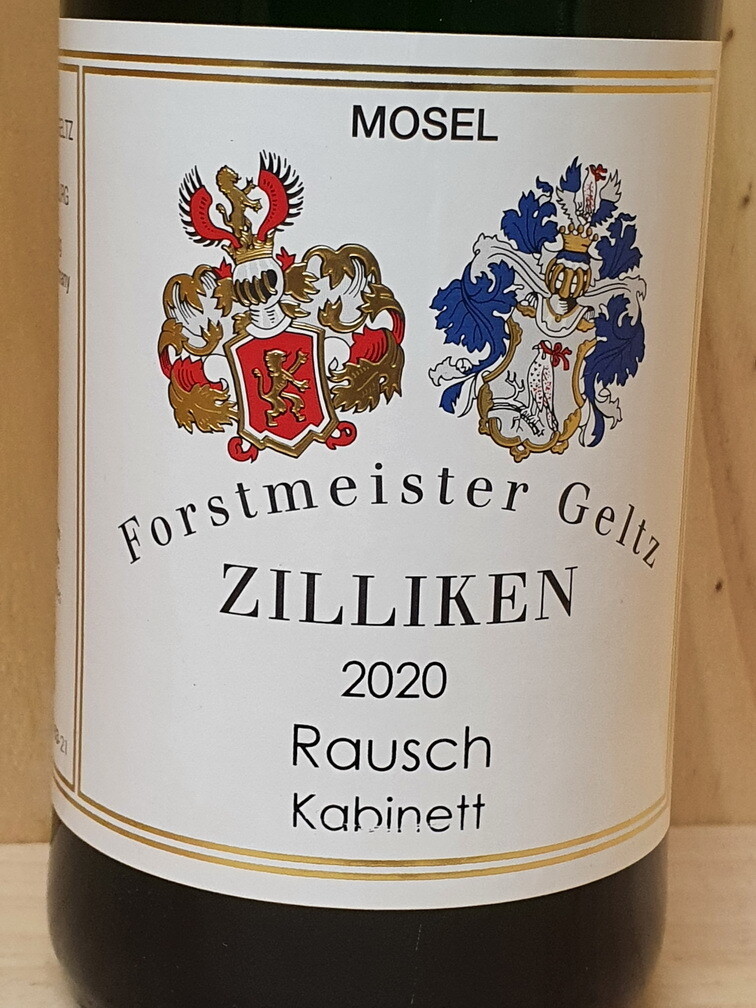 MOSEL
Forstmeister Geltz
ZILLIKEN
2020
Rausch
Kabinett